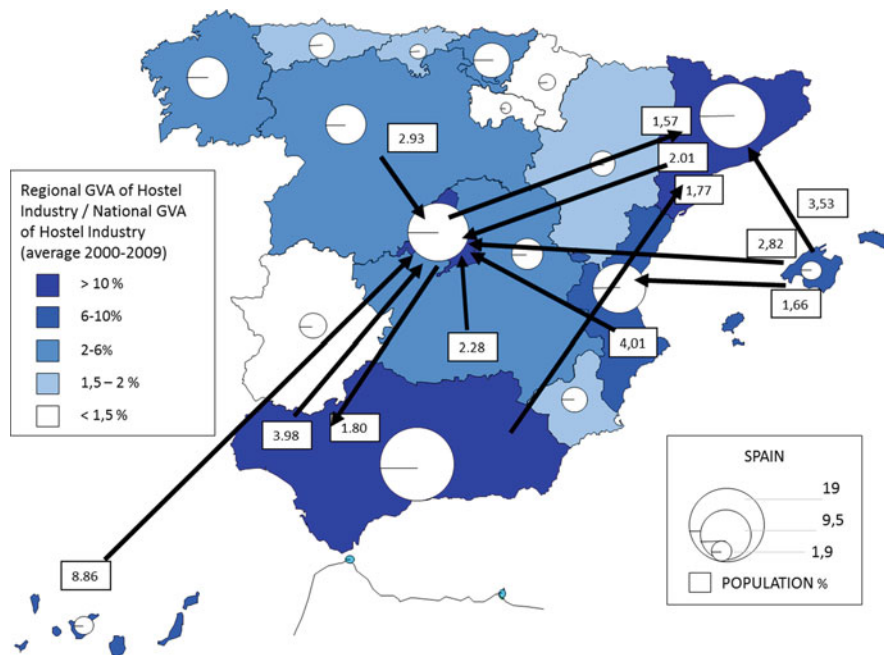 2.93
1,57
2.01
1,77
3,53
2,82
1,66
2.28
4,01
3.98
1.80
8.86
Regional GVA of Hostel
Industry / National GVA
of Hostel Industry
(average 2000-2009)
> 10 %
6-10%
2-6%
1,5 – 2 %
< 1,5 %
SPAIN
19
9,5
1,9
POPULATION %